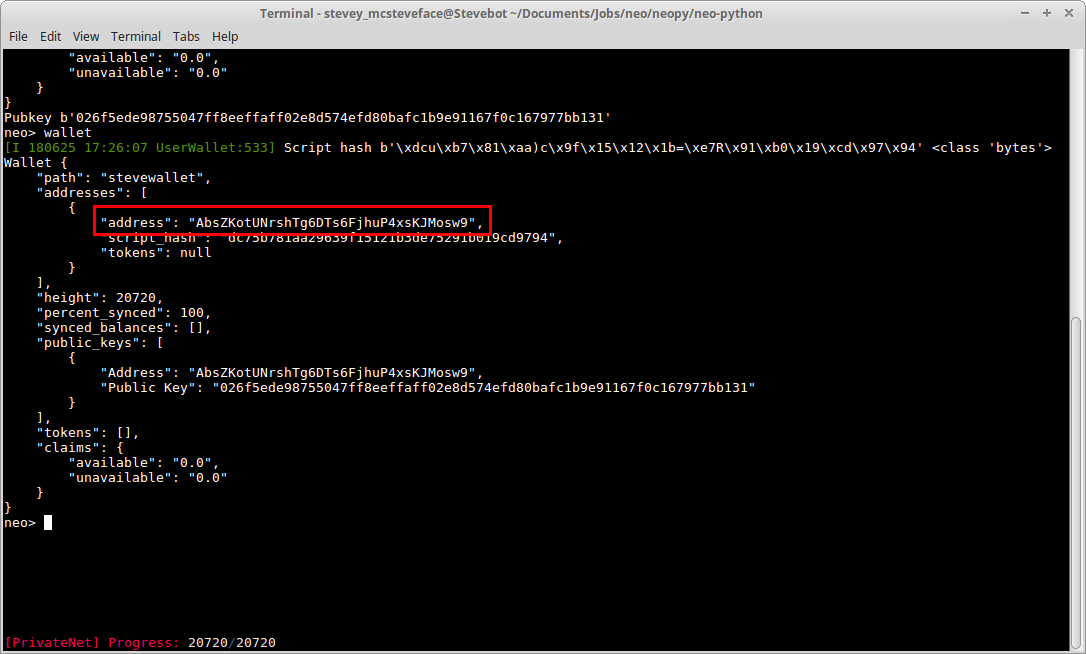 Terminal - stevey_mcsteveface@Stevebot ~/Documents/Jobs/neo/neopy/neo-python
File Edit View Terminal Tabs Help
"available": "0.0",
"unavailable": "0.0"
}
}
Pubkey b'026f5ede98755047ff8eeffaff02e8d574efd80bafc1b9e91167f0c167977bb131'
neo> wallet
[I 180625 17:26:07 UserWallet:533] Script hash b'\xdcu\xb7\x81\xaa)c\x9f\x15\x12\x1b=\xe7R\x91\xb0\x19\xcd\x97\x94' <class 'bytes'>
Wallet {
"path": "stevewallet",
"addresses": [
{
"address": "AbsZKotUNrshTg6DTs6FjhuP4xsKJMosw9",
"script_hash": "dc75b781aa29639f15121b3de75291b019cd9794",
"tokens": null
}
],
"height": 20720,
"percent_synced": 100,
"synced_balances": [],
"public_keys": [
{
"Address": "AbsZKotUNrshTg6DTs6FjhuP4xsKJMosw9",
"Public Key": "026f5ede98755047ff8eeffaff02e8d574efd80bafc1b9e91167f0c167977bb131"
}
],
"tokens": [],
"claims": {
"available": "0.0",
"unavailable": "0.0"
}
}
neo>
[PrivateNet] Progress: 20720/20720